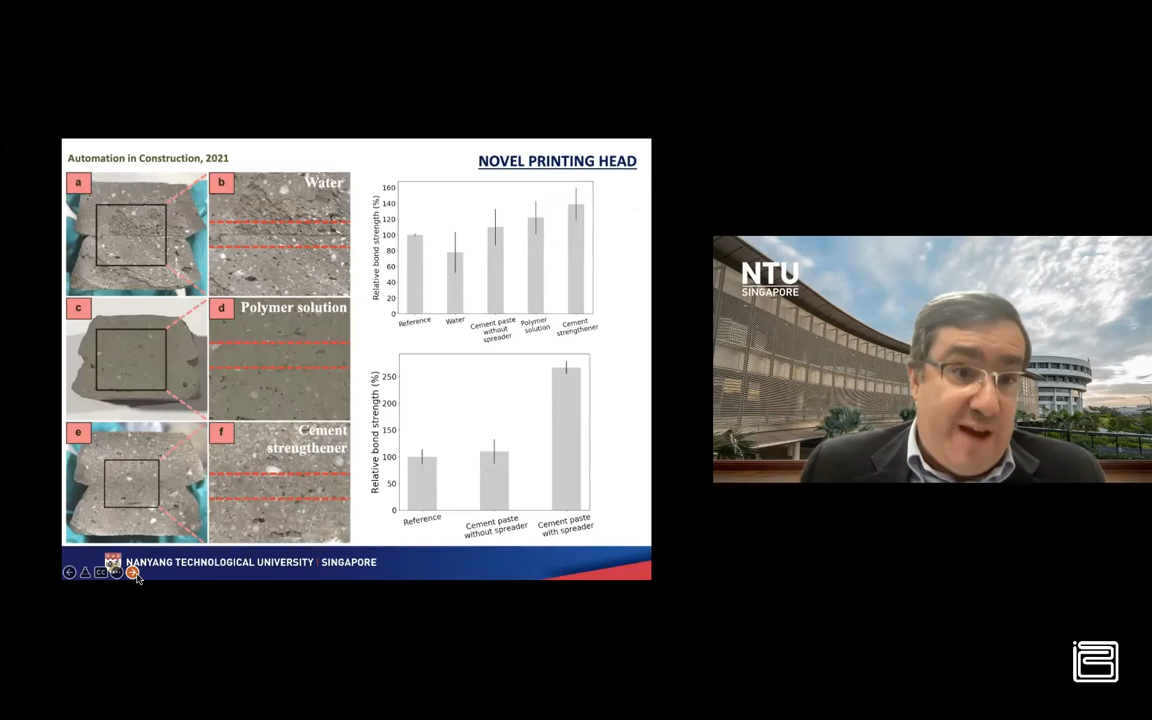 Automation in Construction, 2021
NOVEL PRINTING HEAD
a
b
Water
c
d
Polymer solution
e
f
Cement
strengthener
Relative bond strength (%)
160
140
120
100
80
60
40
20
0
Reference
Water
Cement paste
without
spreader
Polymer
solution
Cement
strengthener
Relative bond strength (%)
250
200
150
100
50
0
Reference
Cement paste
without spreader
Cement paste
with spreader
NANYANG TECHNOLOGICAL UNIVERSITY | SINGAPORE
CC
NTU
SINGAPORE